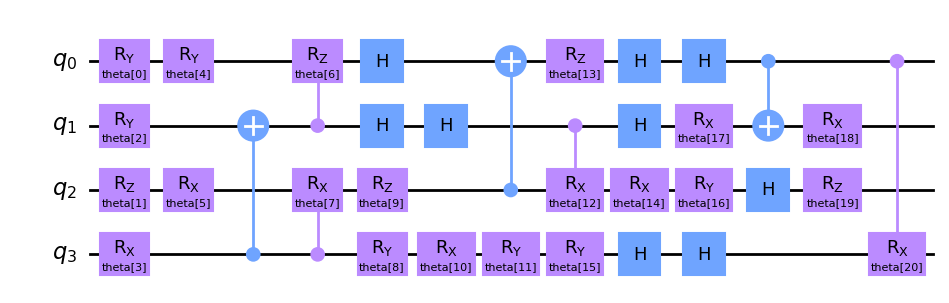 q0 RY theta[0] RY theta[4] RZ theta[6] H RZ theta[13] H H
q1 RY theta[2] H H H RX theta[17] RX theta[18]
q2 RZ theta[1] RX theta[5] RX theta[7] RZ theta[9] RX theta[12] RX theta[14] RY theta[16] H RZ theta[19]
q3 RX theta[3] RY theta[8] RX theta[10] RY theta[11] RY theta[15] H H RX theta[20]